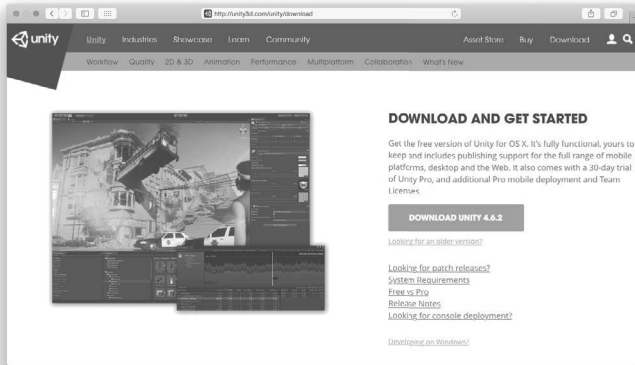 http://unity3d.com/unity/download
unity
Unity Industries Showcase Learn Community Asset Store Buy Download
Workflow Quality 2D & 3D Animation Performance Multiplatform Collaboration What's New
DOWNLOAD AND GET STARTED
Get the free version of Unity for OS X. It's fully functional, yours to
keep and includes publishing support for the full range of mobile
platforms, desktop and the Web. It also comes with a 30-day trial
of Unity Pro, and additional Pro mobile deployment and Team
Licenses.
DOWNLOAD UNITY 4.6.2
Looking for an older version?
Looking for patch releases?
System Requirements
Free vs Pro
Release Notes
Looking for console deployment?
Developing on Windows?